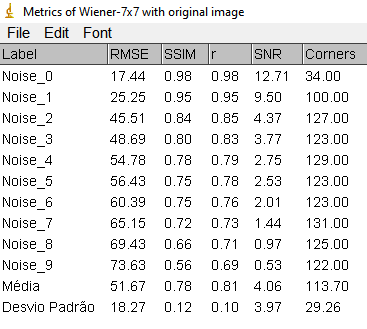 Metrics of Wiener-7x7 with original image
File Edit Font
Label RMSE SSIM r SNR Corners
Noise_0 17.44 0.98 0.98 12.71 34.00
Noise_1 25.25 0.95 0.95 9.50 100.00
Noise_2 45.51 0.84 0.85 4.37 127.00
Noise_3 48.69 0.80 0.83 3.77 123.00
Noise_4 54.78 0.78 0.79 2.75 129.00
Noise_5 56.43 0.75 0.78 2.53 123.00
Noise_6 60.39 0.75 0.76 2.01 123.00
Noise_7 65.15 0.72 0.73 1.44 131.00
Noise_8 69.43 0.66 0.71 0.97 125.00
Noise_9 73.63 0.56 0.69 0.53 122.00
Média 51.67 0.78 0.81 4.06 113.70
Desvio Padrão 18.27 0.12 0.10 3.97 29.26